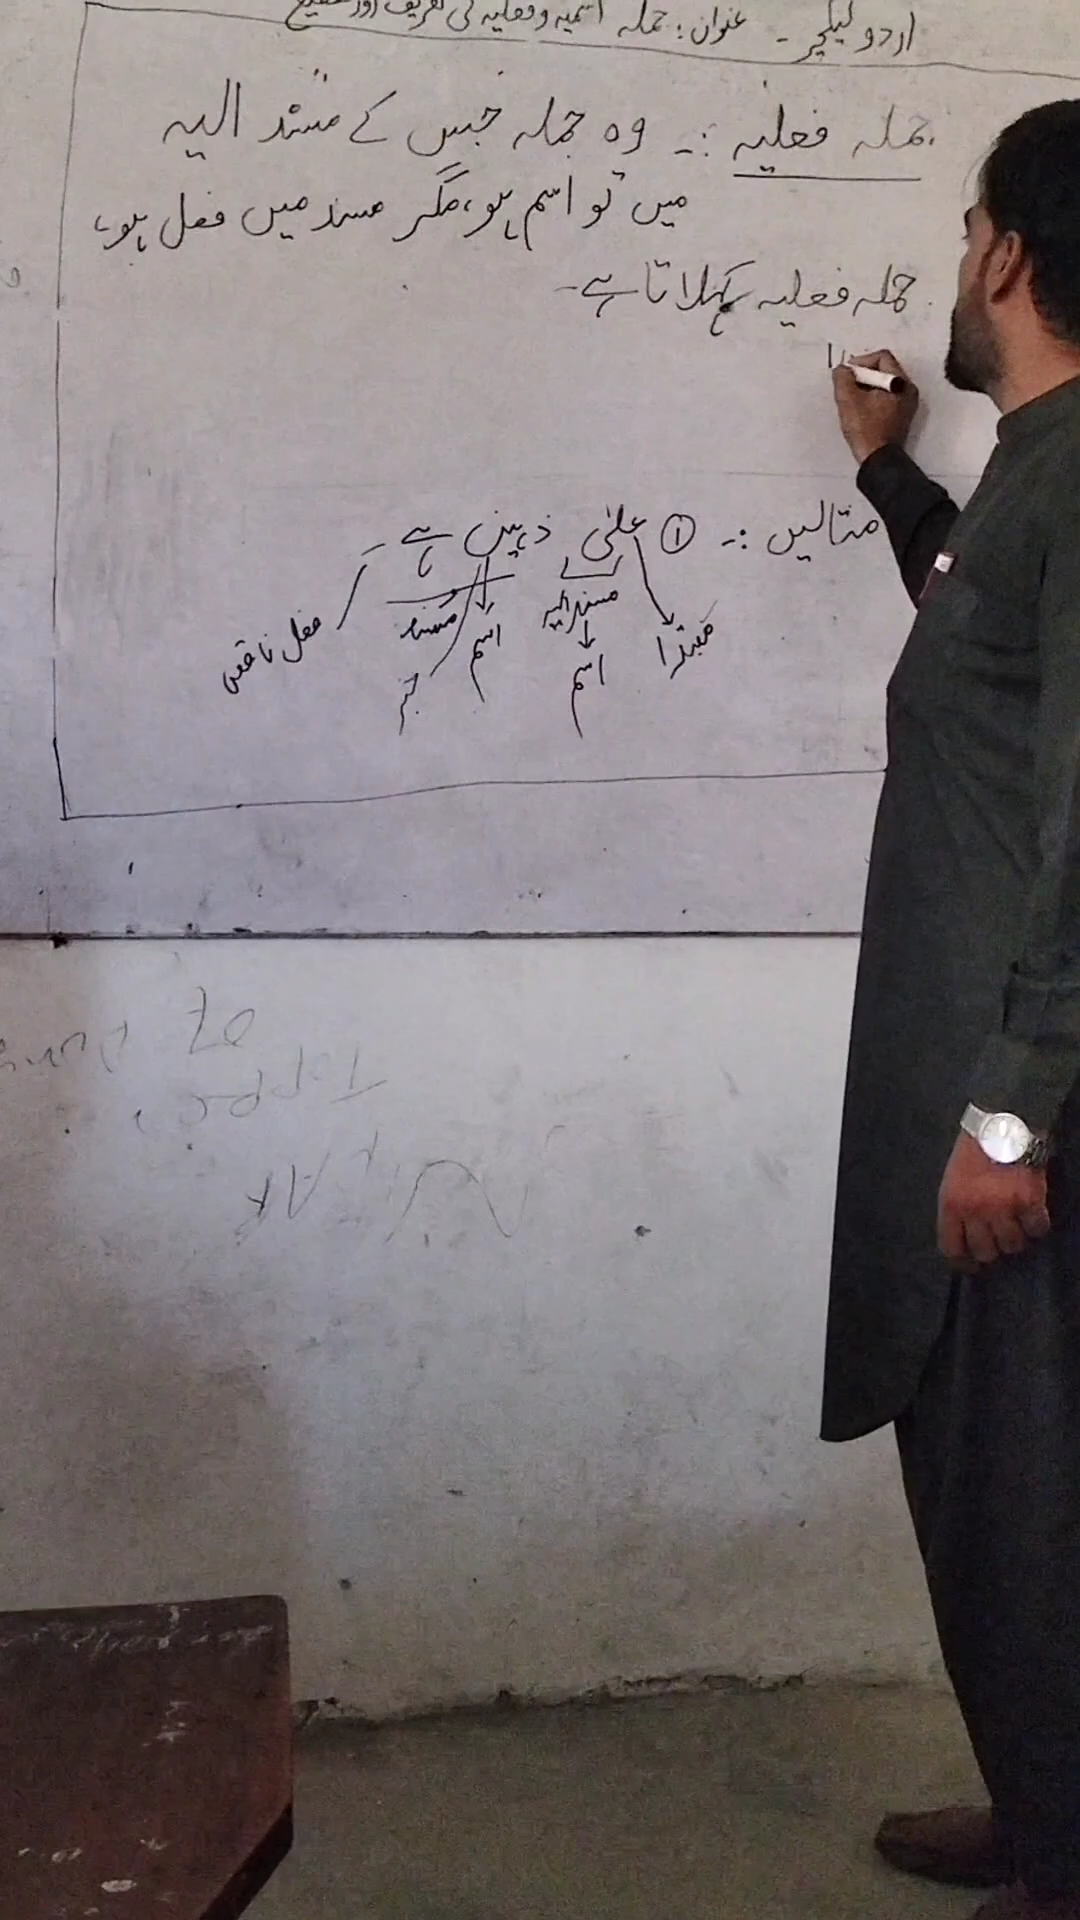 اردو لیکچر - عنوان: جملہ اسمیہ و فعلیہ کی تعریف اور
جملہ فعلیہ :- وہ جملہ جس کے مسند الیہ
میں تو اسم ہو، مگر مسند میں فعل ہو،
جملہ فعلیہ کہلاتا ہے-
مثالیں :- ① علی ذہین ہے -
مبتدا مسندالیہ مسند فعل ناقص
اسم اسم خبر